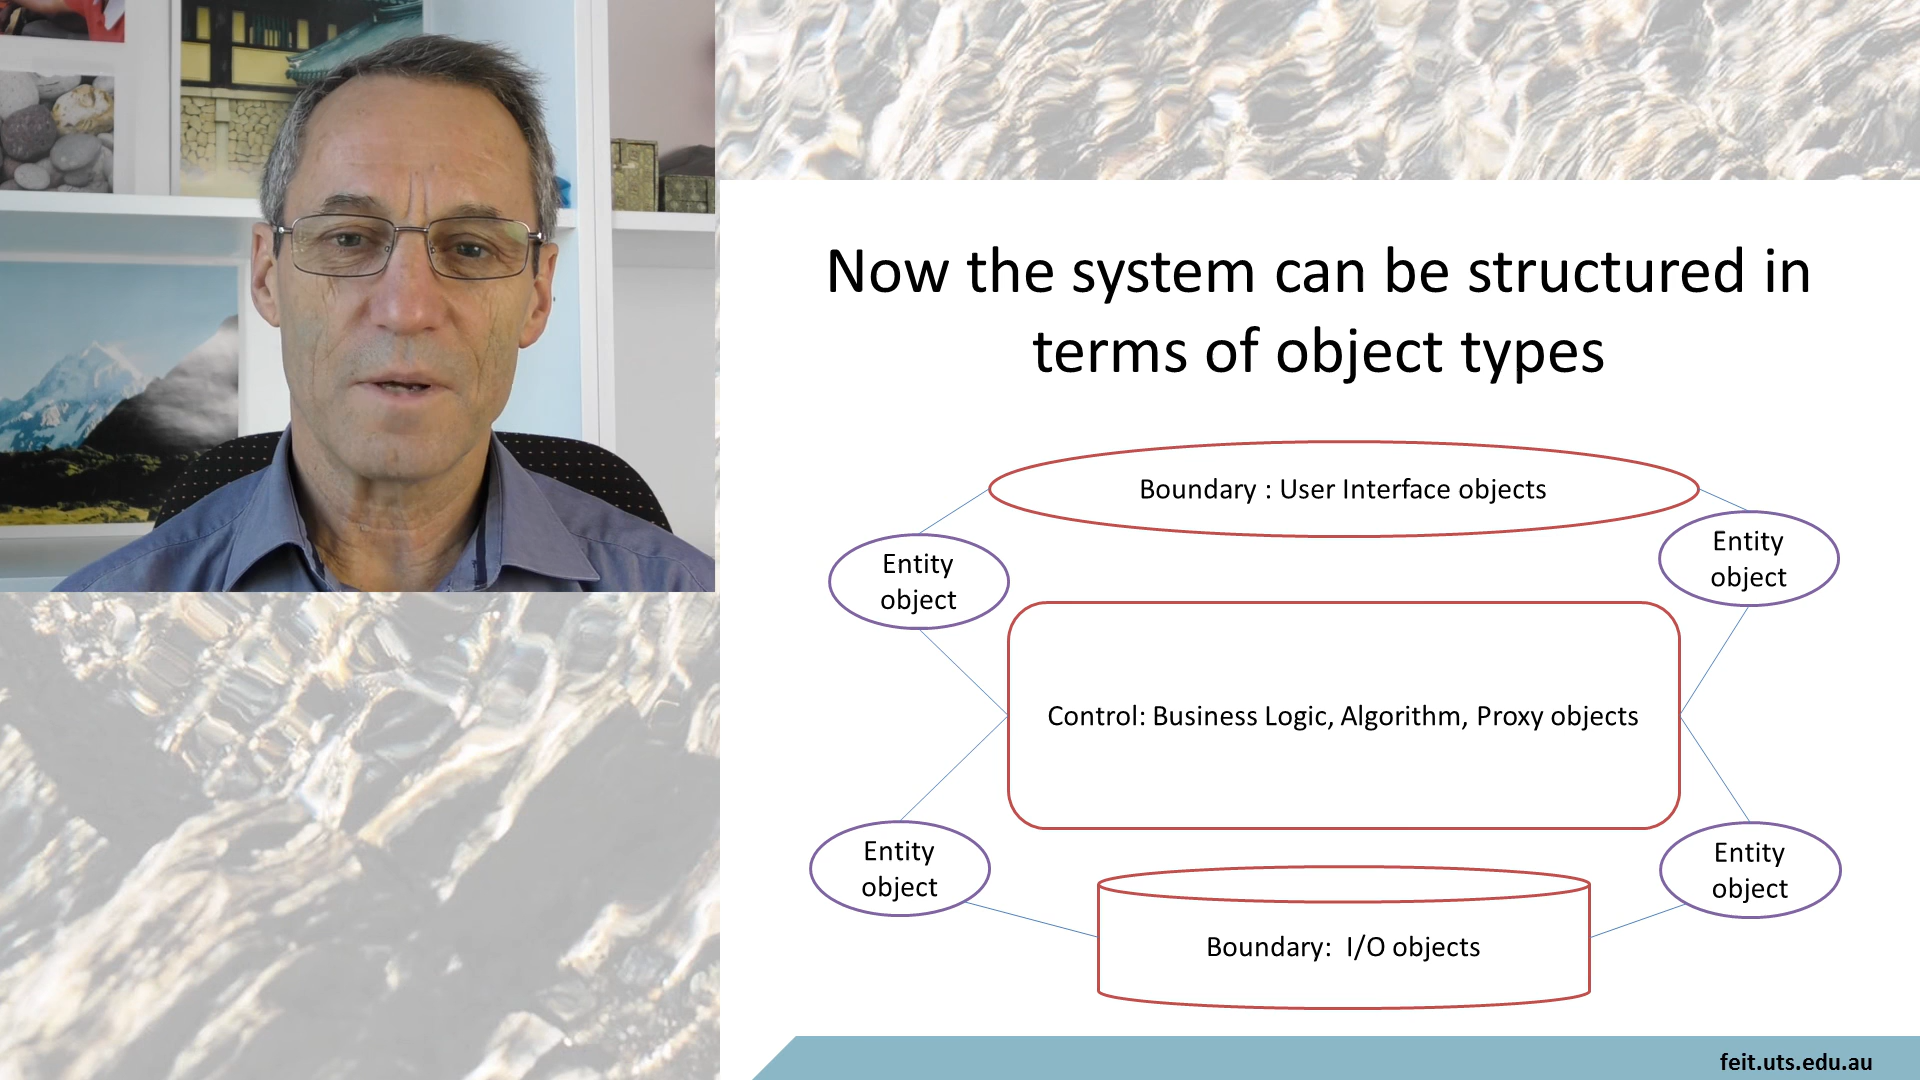 Now the system can be structured in
terms of object types
Boundary : User Interface objects
Entity
object
Entity
object
Control: Business Logic, Algorithm, Proxy objects
Entity
object
Entity
object
Boundary:  I/O objects
feit.uts.edu.au